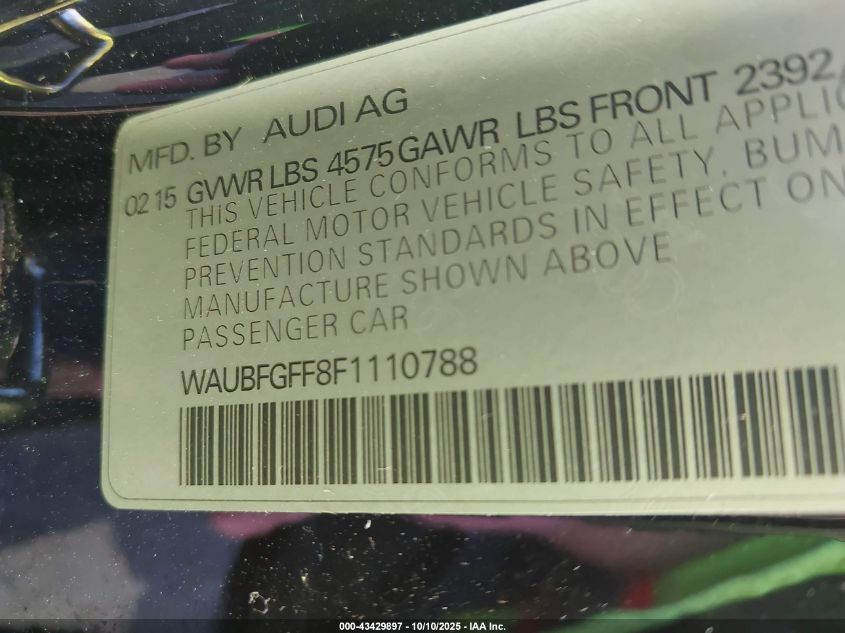 MFD. BY AUDI AG
02 15 GVWR LBS 4575 GAWR LBS FRONT 2392
THIS VEHICLE CONFORMS TO ALL
FEDERAL MOTOR VEHICLE SAFETY,
PREVENTION STANDARDS IN EFFECT ON
MANUFACTURE SHOWN ABOVE
PASSENGER CAR
WAUBFGFF8F1110788
000-43429897 - 10/10/2025 - IAA Inc.